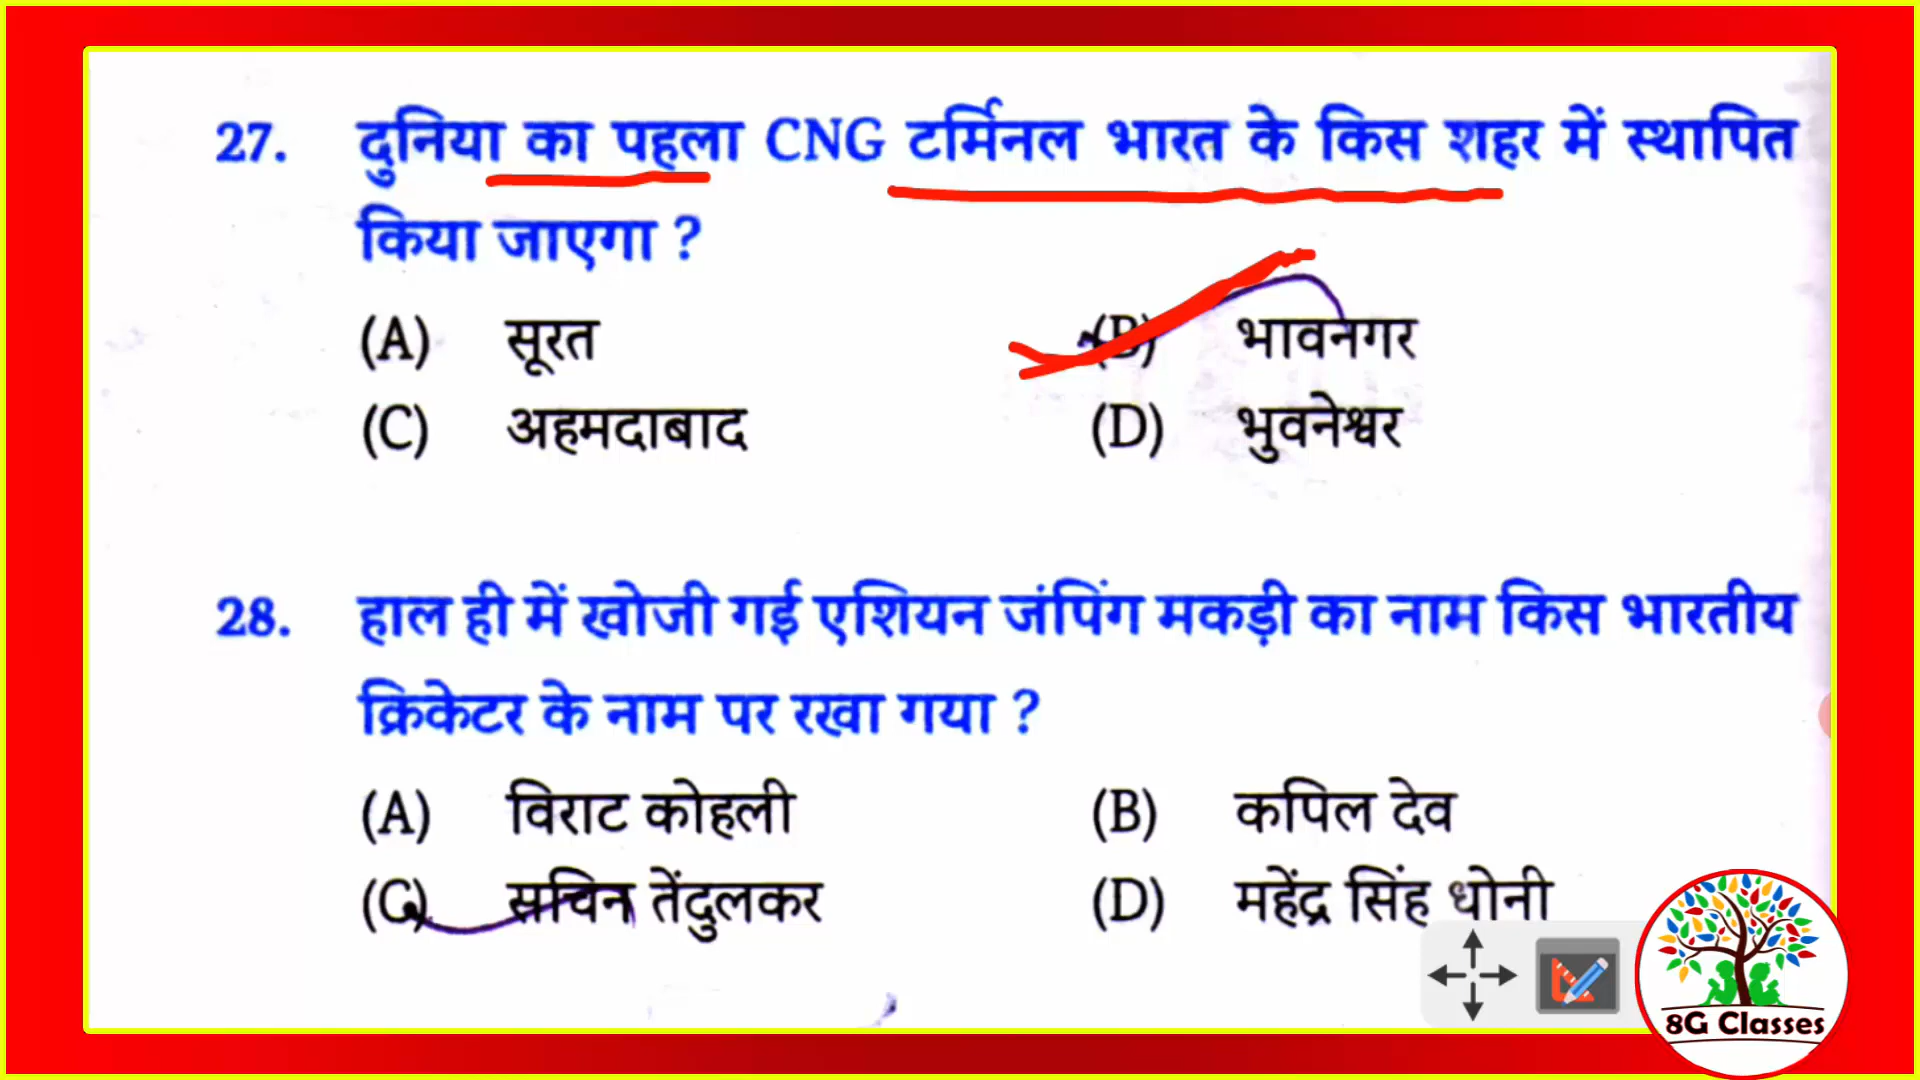 27. दुनिया का पहला CNG टर्मिनल भारत के किस शहर में स्थापित
किया जाएगा ?
(A) सूरत (B) भावनगर
(C) अहमदाबाद (D) भुवनेश्वर
28. हाल ही में खोजी गई एशियन जंपिंग मकड़ी का नाम किस भारतीय
क्रिकेटर के नाम पर रखा गया ?
(A) विराट कोहली (B) कपिल देव
(C) सचिन तेंदुलकर (D) महेंद्र सिंह धोनी
8G Classes